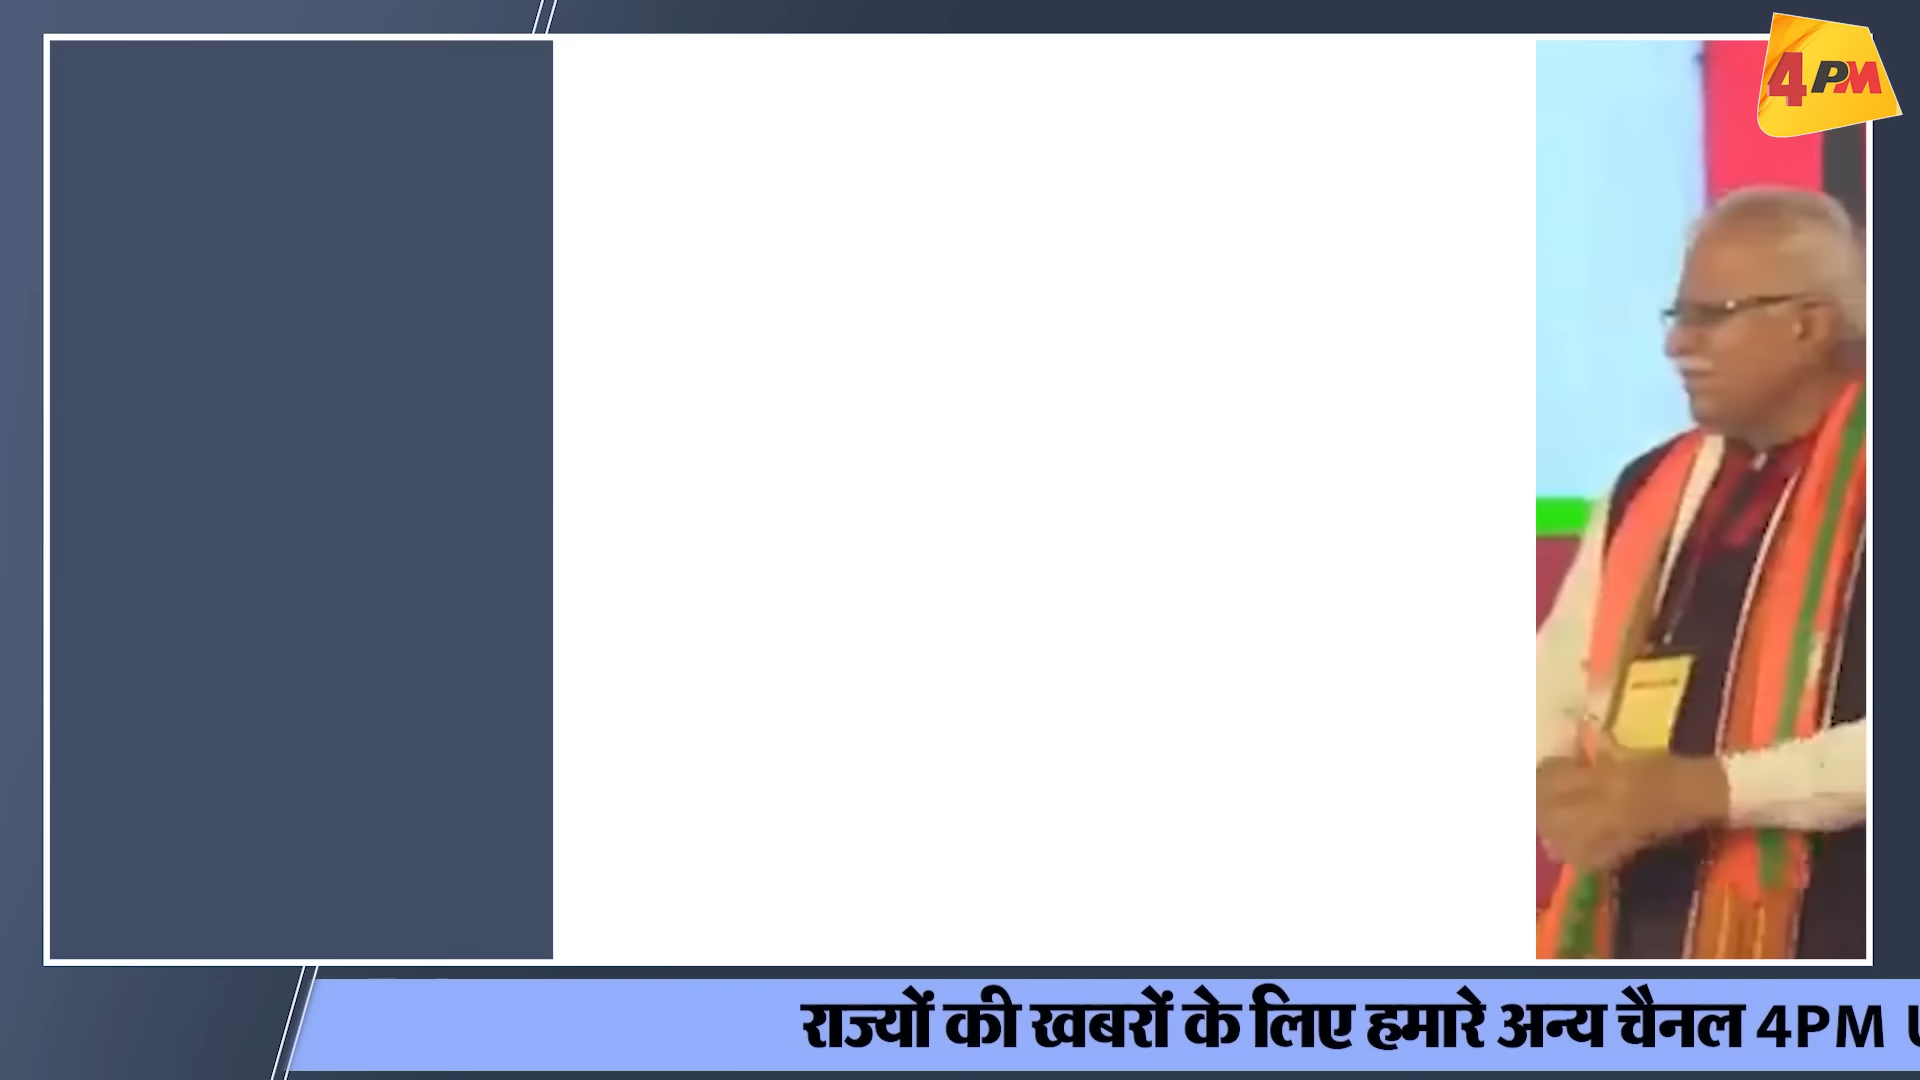 4PM
राज्यों की खबरों के लिए हमारे अन्य चैनल 4PM